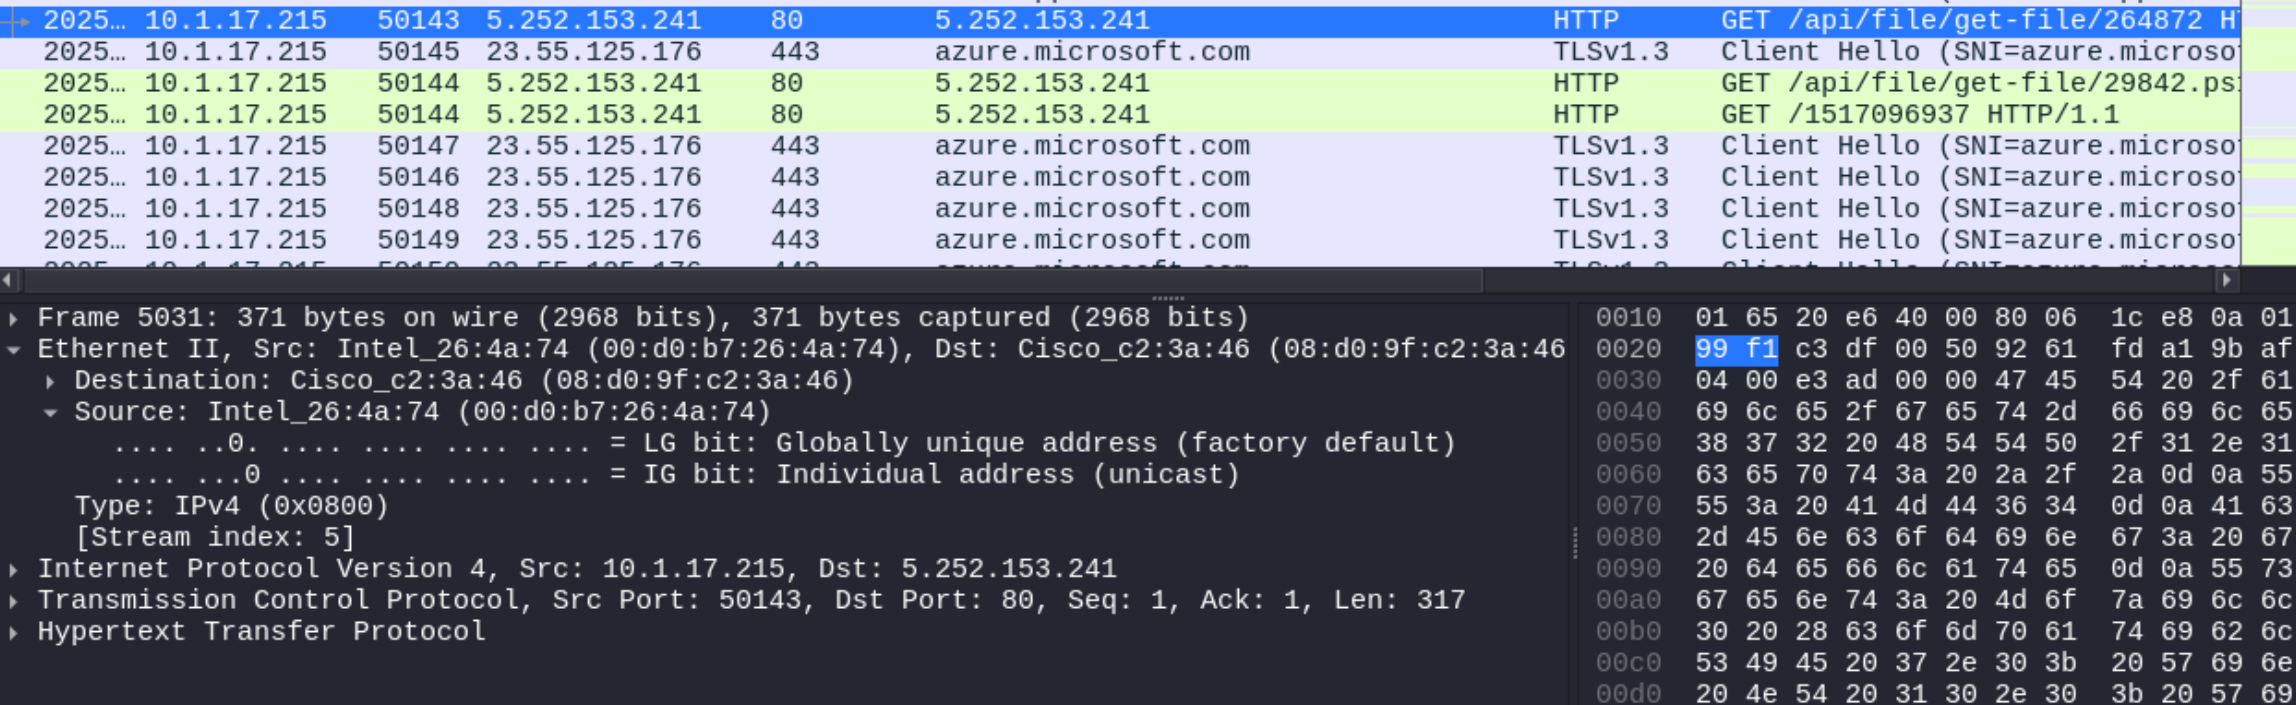 2025… 10.1.17.215 50143 5.252.153.241 80 5.252.153.241 HTTP GET /api/file/get-file/264872
2025… 10.1.17.215 50145 23.55.125.176 443 azure.microsoft.com TLSv1.3 Client Hello (SNI=azure.microso
2025… 10.1.17.215 50144 5.252.153.241 80 5.252.153.241 HTTP GET /api/file/get-file/29842.ps
2025… 10.1.17.215 50144 5.252.153.241 80 5.252.153.241 HTTP GET /1517096937 HTTP/1.1
2025… 10.1.17.215 50147 23.55.125.176 443 azure.microsoft.com TLSv1.3 Client Hello (SNI=azure.microso
2025… 10.1.17.215 50146 23.55.125.176 443 azure.microsoft.com TLSv1.3 Client Hello (SNI=azure.microso
2025… 10.1.17.215 50148 23.55.125.176 443 azure.microsoft.com TLSv1.3 Client Hello (SNI=azure.microso
2025… 10.1.17.215 50149 23.55.125.176 443 azure.microsoft.com TLSv1.3 Client Hello (SNI=azure.microso
Frame 5031: 371 bytes on wire (2968 bits), 371 bytes captured (2968 bits)
Ethernet II, Src: Intel_26:4a:74 (00:d0:b7:26:4a:74), Dst: Cisco_c2:3a:46 (08:d0:9f:c2:3a:46
Destination: Cisco_c2:3a:46 (08:d0:9f:c2:3a:46)
Source: Intel_26:4a:74 (00:d0:b7:26:4a:74)
.... ..0. .... .... .... .... = LG bit: Globally unique address (factory default)
.... ...0 .... .... .... .... = IG bit: Individual address (unicast)
Type: IPv4 (0x0800)
[Stream index: 5]
Internet Protocol Version 4, Src: 10.1.17.215, Dst: 5.252.153.241
Transmission Control Protocol, Src Port: 50143, Dst Port: 80, Seq: 1, Ack: 1, Len: 317
Hypertext Transfer Protocol
0010 01 65 20 e6 40 00 80 06 1c e8 0a 01
0020 99 f1 c3 df 00 50 92 61 fd a1 9b af
0030 04 00 e3 ad 00 00 47 45 54 20 2f 61
0040 69 6c 65 2f 67 65 74 2d 66 69 6c 65
0050 38 37 32 20 48 54 54 50 2f 31 2e 31
0060 63 65 70 74 3a 20 2a 2f 2a 0d 0a 55
0070 55 3a 20 41 4d 44 36 34 0d 0a 41 63
0080 2d 45 6e 63 6f 64 69 6e 67 3a 20 67
0090 20 64 65 66 6c 61 74 65 0d 0a 55 73
00a0 67 65 6e 74 3a 20 4d 6f 7a 69 6c 6c
00b0 30 20 28 63 6f 6d 70 61 74 69 62 6c
00c0 53 49 45 20 37 2e 30 3b 20 57 69 6e
00d0 20 4e 54 20 31 30 2e 30 3b 20 57 69